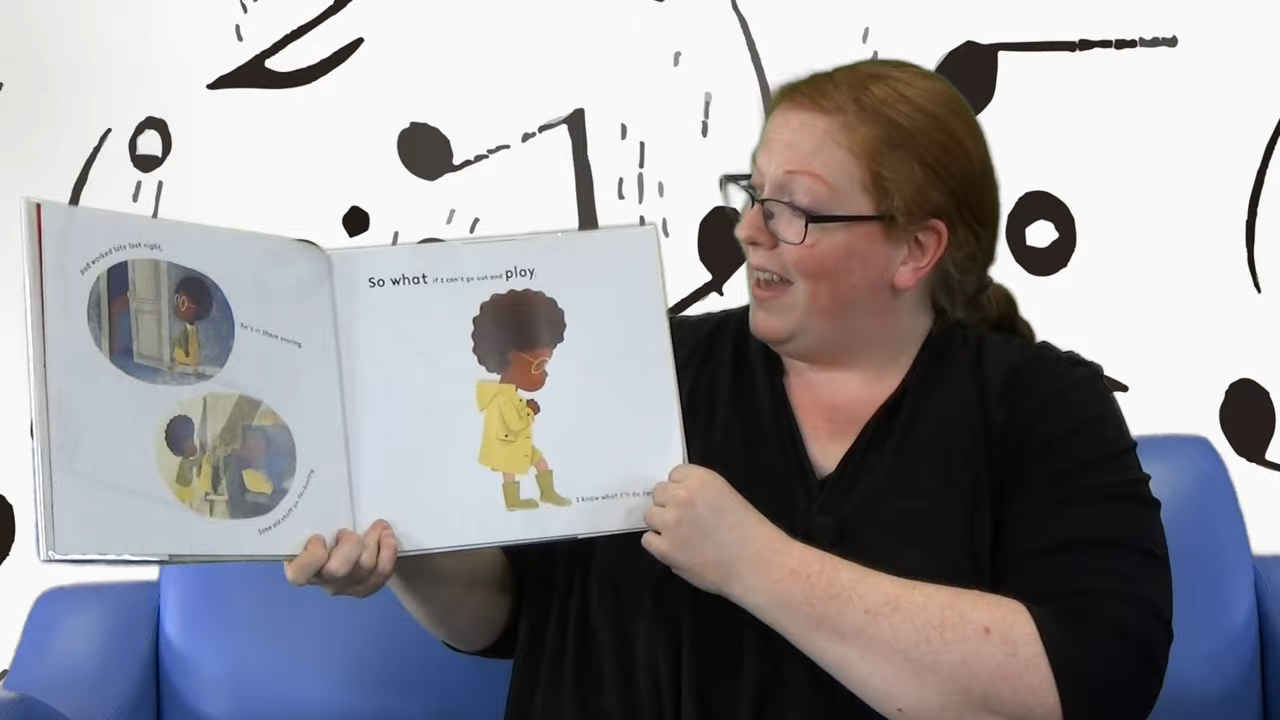 Dad worked late last night,
he's in there snoring.
Same old stuff on TV—boring
So what if I can't go out and play,
I know what I'll do,